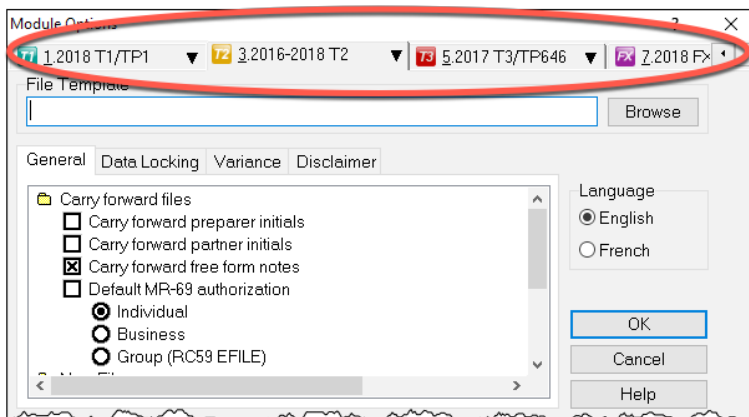 Module Options ?
T1 1.2018 T1/TP1 T2 3.2016-2018 T2 T3 5.2017 T3/TP646 FX 7.2018 FX
File Template
Browse
General Data Locking Variance Disclaimer
Carry forward files
Carry forward preparer initials
Carry forward partner initials
Carry forward free form notes
Default MR-69 authorization
Individual
Business
Group (RC59 EFILE)
Language
English
French
OK
Cancel
Help